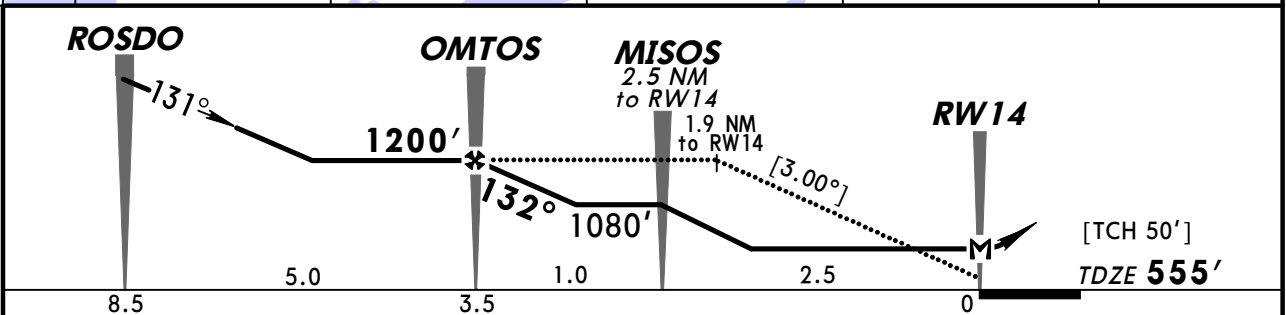 ROSDO
OMTOS
MISOS
2.5 NM
to RW14
1.9 NM
to RW14
RW14
131°
1200′
132°
1080′
[3.00°]
M
[TCH 50′]
TDZE 555′
5.0
1.0
2.5
8.5
3.5
0